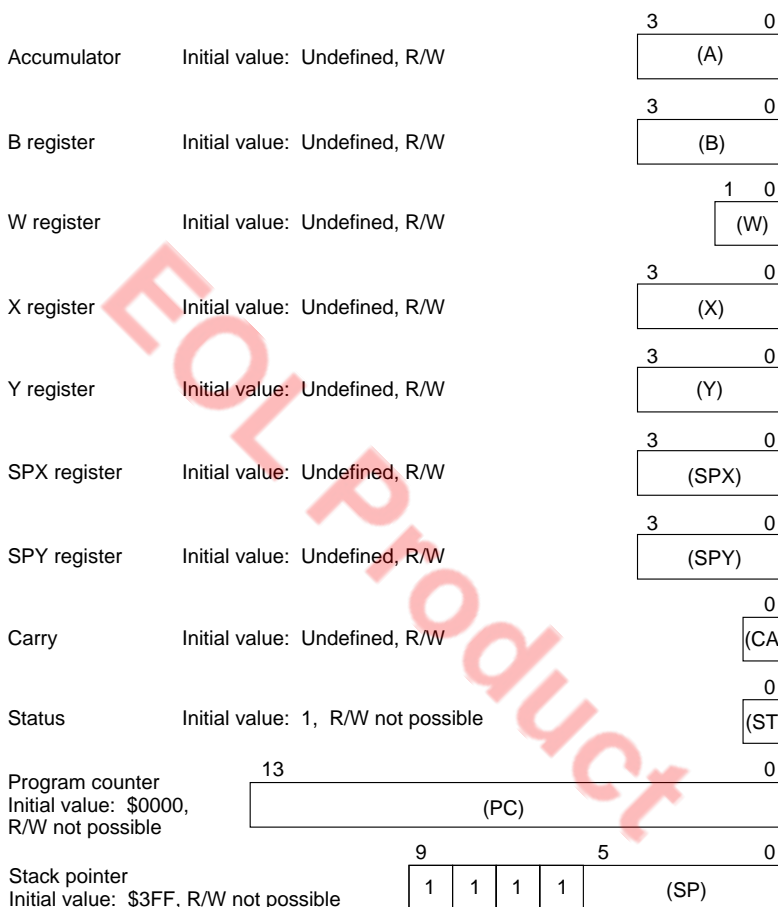 3 0
Accumulator Initial value: Undefined, R/W (A)
3 0
B register Initial value: Undefined, R/W (B)
1 0
W register Initial value: Undefined, R/W (W)
3 0
X register Initial value: Undefined, R/W (X)
3 0
Y register Initial value: Undefined, R/W (Y)
3 0
SPX register Initial value: Undefined, R/W (SPX)
3 0
SPY register Initial value: Undefined, R/W (SPY)
0
Carry Initial value: Undefined, R/W (CA
0
Status Initial value: 1, R/W not possible (ST
13 0
Program counter
Initial value: $0000, (PC)
R/W not possible
9 5 0
Stack pointer
Initial value: $3FF, R/W not possible 1 1 1 1 (SP)
EOL Product